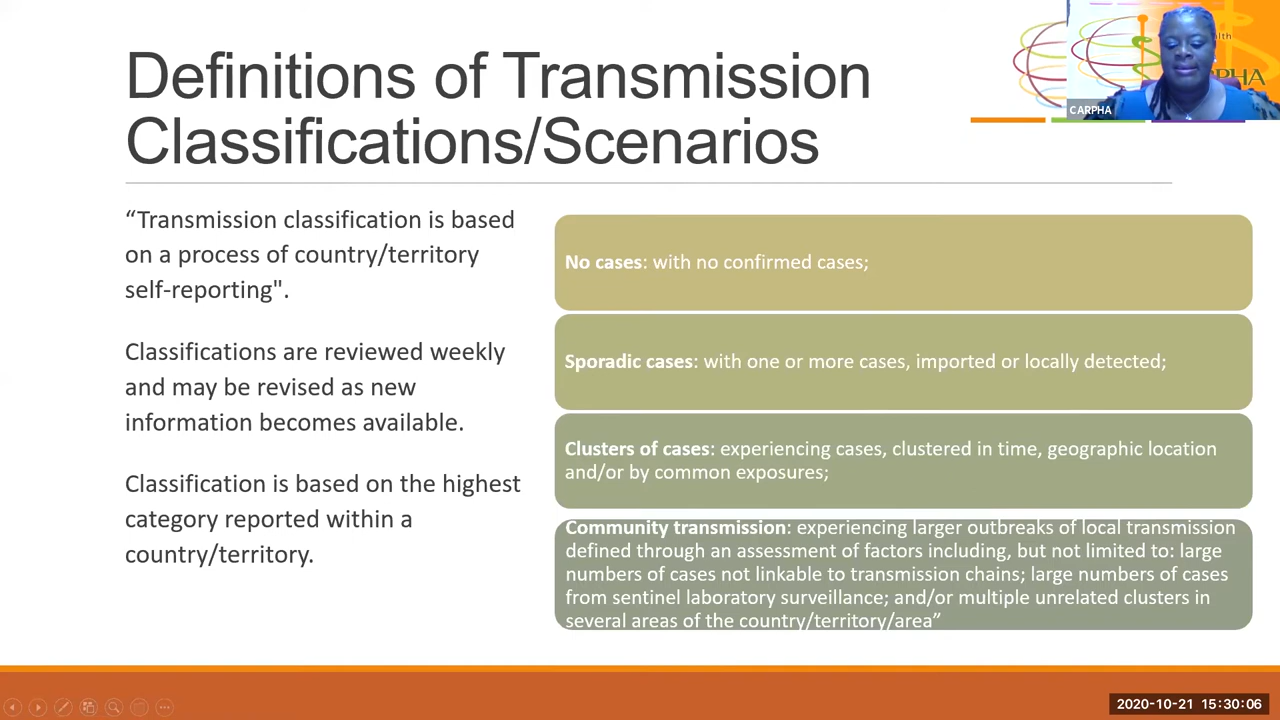 Definitions of Transmission
Classifications/Scenarios
CARPHA
“Transmission classification is based
on a process of country/territory
self-reporting".
Classifications are reviewed weekly
and may be revised as new
information becomes available.
Classification is based on the highest
category reported within a
country/territory.
No cases: with no confirmed cases;
Sporadic cases: with one or more cases, imported or locally detected;
Clusters of cases: experiencing cases, clustered in time, geographic location
and/or by common exposures;
Community transmission: experiencing larger outbreaks of local transmission
defined through an assessment of factors including, but not limited to: large
numbers of cases not linkable to transmission chains; large numbers of cases
from sentinel laboratory surveillance; and/or multiple unrelated clusters in
several areas of the country/territory/area”
2020-10-21 15:30:06